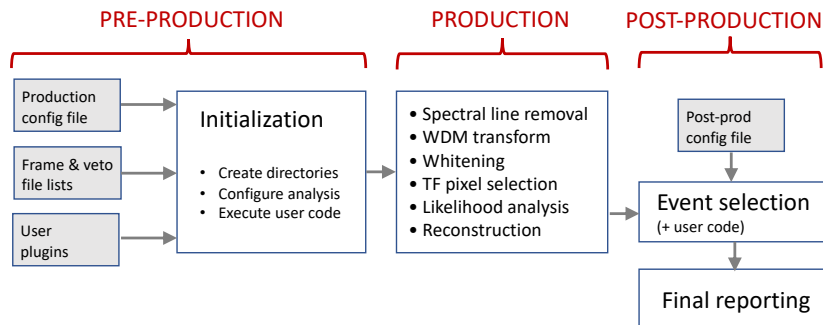 PRE-PRODUCTION
PRODUCTION
POST-PRODUCTION
Production
config file
Frame & veto
file lists
User
plugins
Initialization
• Create directories
• Configure analysis
• Execute user code
• Spectral line removal
• WDM transform
• Whitening
• TF pixel selection
• Likelihood analysis
• Reconstruction
Post-prod
config file
Event selection
(+ user code)
Final reporting